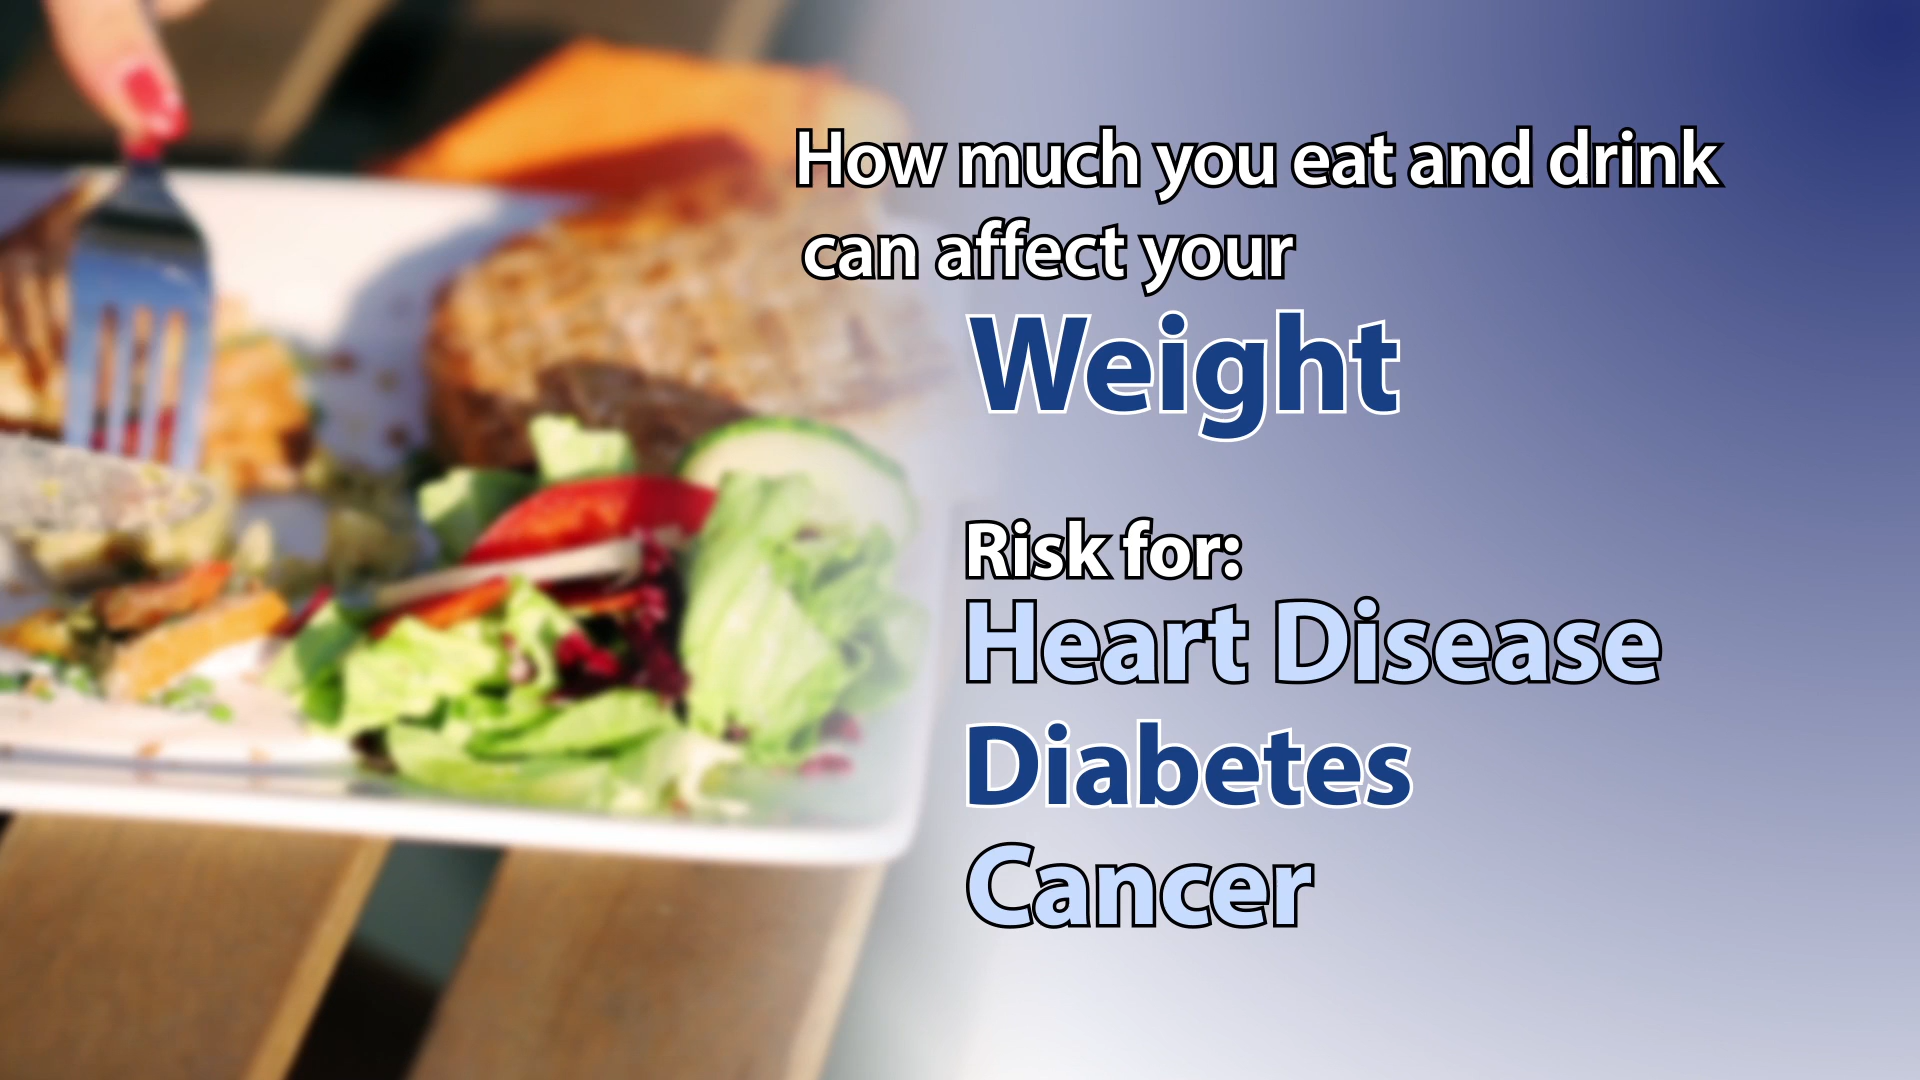 How much you eat and drink
can affect your
Weight
Risk for:
Heart Disease
Diabetes
Cancer